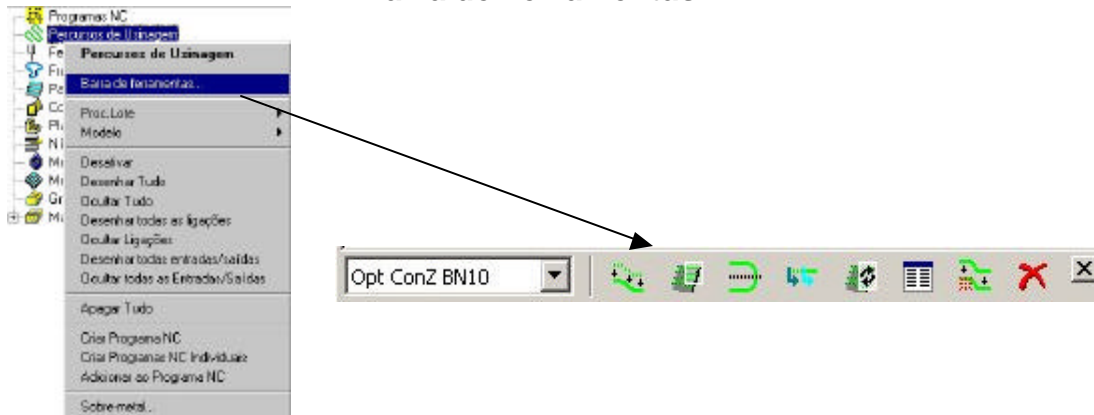 Programas NC
Percursos de Usinagem
Fe
Percursos de Usinagem
Barra de ferramentas...
Proc.Lote
Modelo
Desativar
Desenhar Tudo
Ocultar Tudo
Desenhar todas as ligações
Ocultar Ligações
Desenhar todas entradas/saídas
Ocultar todas as Entradas/Saídas
Apagar Tudo
Criar Programa NC
Criar Programas NC Individuais
Adicionar ao Programa NC
Sobre-metal...
Opt ConZ BN10